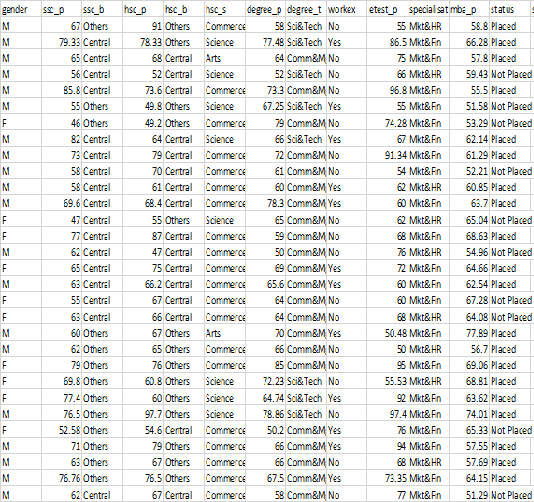 gender ssc_p ssc_b hsc_p hsc_b hsc_s degree_p degree_t workex etest_p specialisat mba_p status
M 67 Others 91 Others Commerce 58 Sci&Tech No 55 Mkt&HR 58.8 Placed
M 79.33 Central 78.33 Others Science 77.48 Sci&Tech Yes 86.5 Mkt&Fin 66.28 Placed
M 65 Central 68 Central Arts 64 Comm&M No 75 Mkt&Fin 57.8 Placed
M 56 Central 52 Central Science 52 Sci&Tech No 66 Mkt&HR 59.43 Not Placed
M 85.8 Central 73.6 Central Commerce 73.3 Comm&M No 96.8 Mkt&Fin 55.5 Placed
M 55 Others 49.8 Others Science 67.25 Sci&Tech Yes 55 Mkt&Fin 51.58 Not Placed
F 46 Others 49.2 Others Commerce 79 Comm&M No 74.28 Mkt&Fin 53.29 Not Placed
M 82 Central 64 Central Science 66 Sci&Tech Yes 67 Mkt&Fin 62.14 Placed
M 73 Central 79 Central Commerce 72 Comm&M No 91.34 Mkt&Fin 61.29 Placed
M 58 Central 70 Central Commerce 61 Comm&M No 54 Mkt&Fin 52.21 Not Placed
M 58 Central 61 Central Commerce 60 Comm&M Yes 62 Mkt&HR 60.85 Placed
M 69.6 Central 68.4 Central Commerce 78.3 Comm&M Yes 60 Mkt&Fin 63.7 Placed
F 47 Central 55 Others Science 65 Comm&M No 62 Mkt&HR 65.04 Not Placed
F 77 Central 87 Central Commerce 59 Comm&M No 68 Mkt&Fin 68.63 Placed
M 62 Central 47 Central Commerce 50 Comm&M No 76 Mkt&HR 54.96 Not Placed
F 65 Central 75 Central Commerce 69 Comm&M Yes 72 Mkt&Fin 64.66 Placed
M 63 Central 66.2 Central Commerce 65.6 Comm&M Yes 60 Mkt&Fin 62.54 Placed
F 55 Central 67 Central Commerce 64 Comm&M No 60 Mkt&Fin 67.28 Not Placed
F 63 Central 66 Central Commerce 64 Comm&M No 68 Mkt&HR 64.08 Not Placed
M 60 Others 67 Others Arts 70 Comm&M Yes 50.48 Mkt&Fin 77.89 Placed
M 62 Others 65 Others Commerce 66 Comm&M No 50 Mkt&HR 56.7 Placed
F 79 Others 76 Others Commerce 85 Comm&M No 95 Mkt&Fin 69.06 Placed
F 69.8 Others 60.8 Others Science 72.23 Sci&Tech No 55.53 Mkt&HR 68.81 Placed
F 77.4 Others 60 Others Science 64.74 Sci&Tech Yes 92 Mkt&Fin 63.62 Placed
M 76.5 Others 97.7 Others Science 78.86 Sci&Tech No 97.4 Mkt&Fin 74.01 Placed
F 52.58 Others 54.6 Central Commerce 50.2 Comm&M Yes 76 Mkt&Fin 65.33 Not Placed
M 71 Others 79 Others Commerce 66 Comm&M Yes 94 Mkt&Fin 57.55 Placed
M 63 Others 67 Others Commerce 66 Comm&M No 68 Mkt&HR 57.69 Placed
M 76.76 Others 76.5 Others Commerce 67.5 Comm&M Yes 73.35 Mkt&Fin 64.15 Placed
M 62 Central 67 Central Commerce 58 Comm&M No 77 Mkt&Fin 51.29 Not Placed